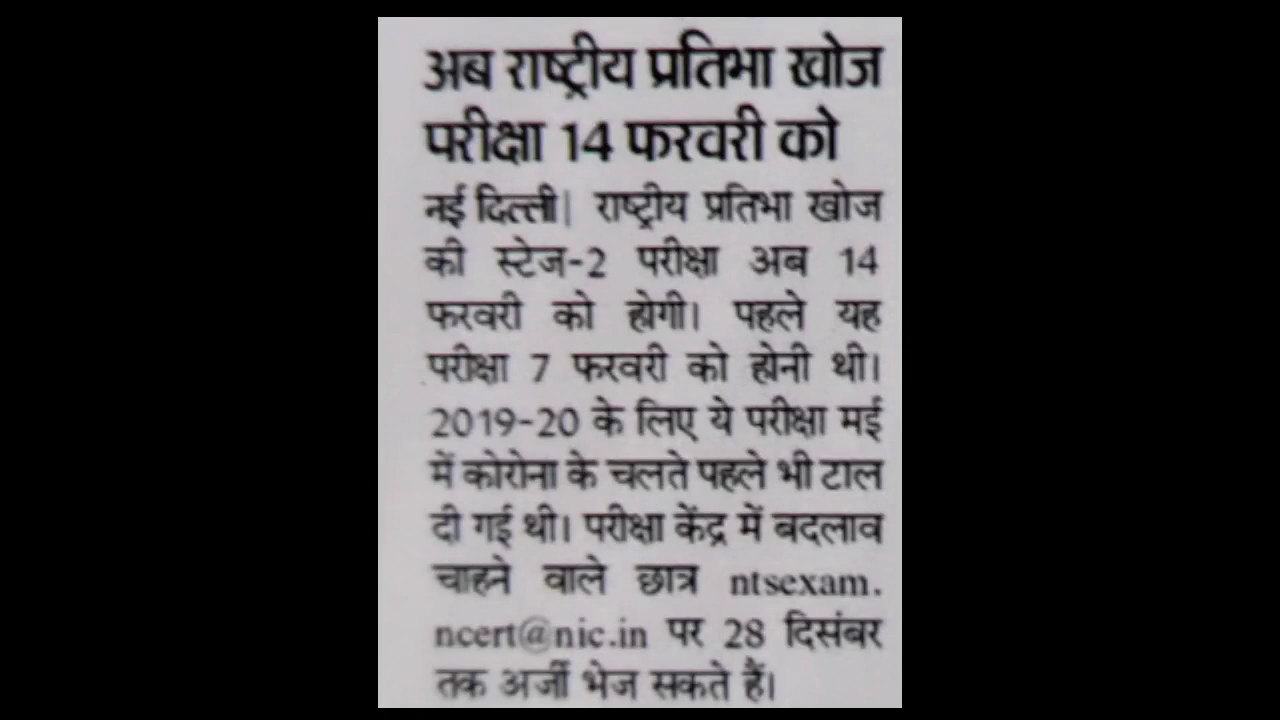 अब राष्ट्रीय प्रतिभा खोज
परीक्षा 14 फरवरी को
नई दिल्ली| राष्ट्रीय प्रतिभा खोज
की स्टेज-2 परीक्षा अब 14
फरवरी को होगी। पहले यह
परीक्षा 7 फरवरी को होनी थी।
2019-20 के लिए ये परीक्षा मई
में कोरोना के चलते पहले भी टाल
दी गई थी। परीक्षा केंद्र में बदलाव
चाहने वाले छात्र ntsexam.
ncert@nic.in पर 28 दिसंबर
तक अर्जी भेज सकते हैं।